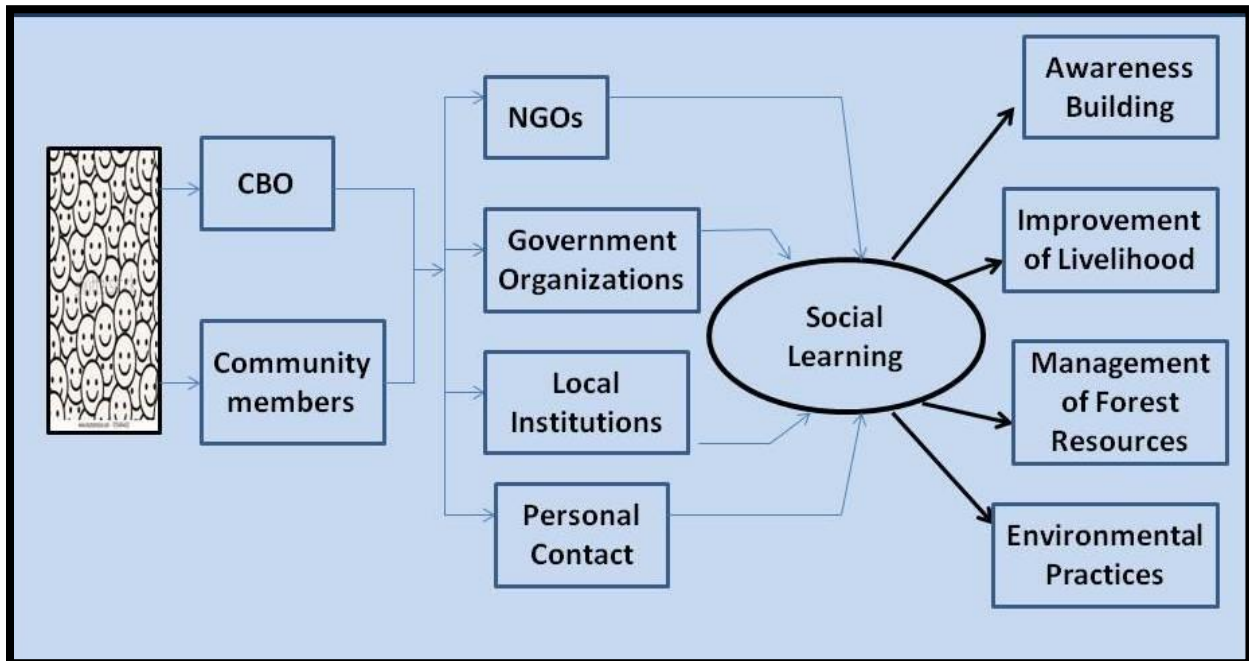 CBO
Community
members
NGOs
Government
Organizations
Local
Institutions
Personal
Contact
Social
Learning
Awareness
Building
Improvement
of Livelihood
Management
of Forest
Resources
Environmental
Practices